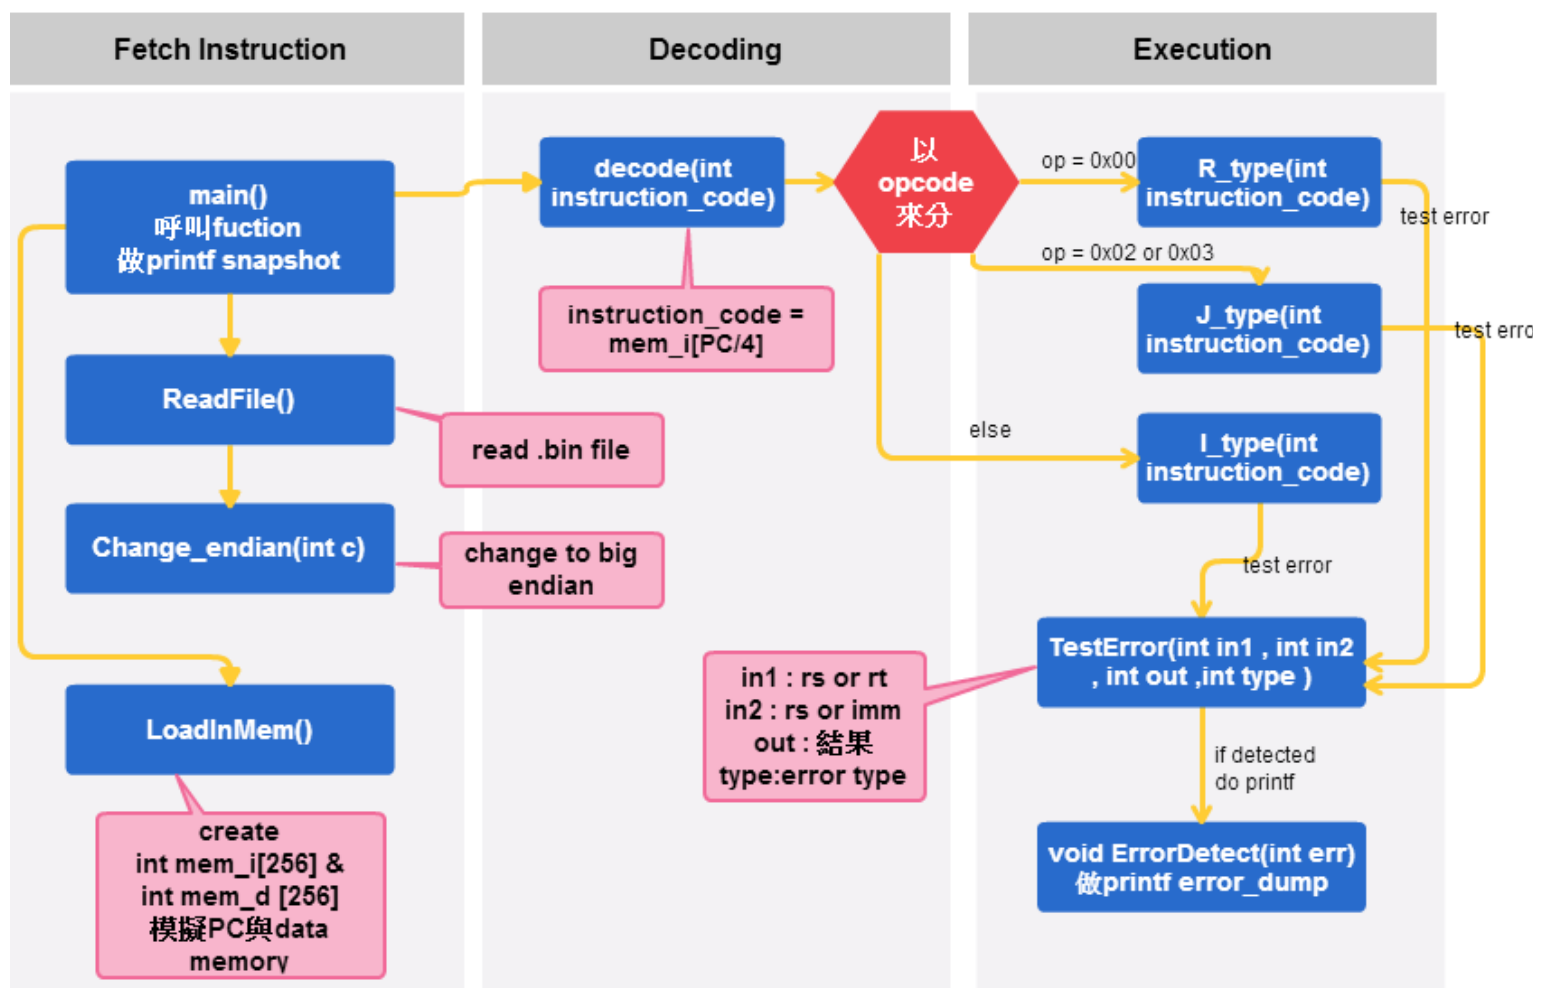 Fetch Instruction
Decoding
Execution
main()
呼叫fuction
做printf snapshot
ReadFile()
read .bin file
Change_endian(int c)
change to big
endian
LoadInMem()
create
int mem_i[256] &
int mem_d [256]
模擬PC與data
memory
decode(int
instruction_code)
instruction_code =
mem_i[PC/4]
以
opcode
來分
op = 0x00
op = 0x02 or 0x03
else
R_type(int
instruction_code)
test error
J_type(int
instruction_code)
test erro
I_type(int
instruction_code)
test error
TestError(int in1 , int in2
, int out ,int type )
in1 : rs or rt
in2 : rs or imm
out : 結果
type:error type
if detected
do printf
void ErrorDetect(int err)
做printf error_dump